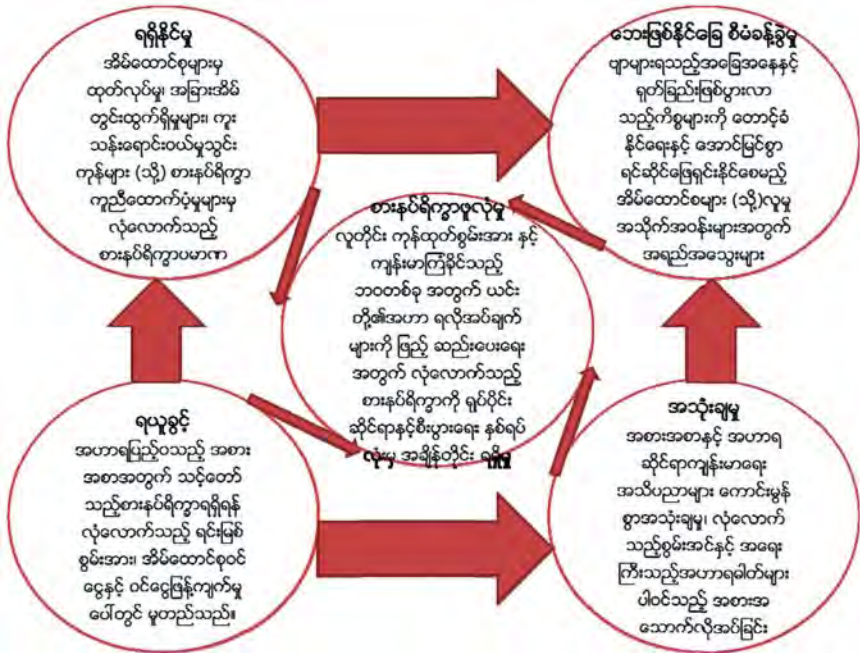 ရရှိနိုင်မှု
အိမ်ထောင်စုများမှ
ထုတ်လုပ်မှု၊ အခြားအိမ်
တွင်းထွက်ရှိမှုများ၊ ကူး
သန်းရောင်းဝယ်မှုသွင်း
ကုန်များ (သို့) စားနပ်ရိက္ခာ
ကူညီထောက်ပံ့မှုများမှ
လုံလောက်သည့်
စားနပ်ရိက္ခာပမာဏ
ဘေးဖြစ်နိုင်ခြေ စီမံခန့်ခွဲမှု
ဗျာများရသည့်အခြေအနေနှင့်
ရုတ်ခြည်းဖြစ်ပွားလာ
သည့်ကိစ္စများကို တောင့်ခံ
နိုင်ရေးနှင့် အောင်မြင်စွာ
ရင်ဆိုင်ဖြေရှင်းနိုင်စေမည့်
အိမ်ထောင်စများ (သို့)လူမှု
အသိုက်အဝန်းများအတွက်
အရည်အသွေးများ
စားနပ်ရိက္ခာဖူလုံမှု
လူတိုင်း ကုန်ထုတ်စွမ်းအား နှင့်
ကျန်းမာကြံ့ခိုင်သည့်
ဘဝတစ်ခု အတွက် ယင်း
တို့၏အဟာ ရလိုအပ်ချက်
များကို ဖြည့် ဆည်းပေးရေး
အတွက် လုံလောက်သည့်
စားနပ်ရိက္ခာကို ရုပ်ပိုင်း
ဆိုင်ရာနှင့်စီးပွားရေး နှစ်ရပ်
လုံးမှ အချိန်တိုင်း ရရှိမှု
ရယူခွင့်
အဟာရပြည့်ဝသည့် အစား
အစာအတွက် သင့်တော်
သည့်စားနပ်ရိက္ခာရရှိရန်
လုံလောက်သည့် ရင်းမြစ်
စွမ်းအား၊ အိမ်ထောင်စုဝင်
ငွေနှင့် ဝင်ငွေဖြန့်ကျက်မှု
ပေါ်တွင် မူတည်သည်။
အသုံးချမှု
အစားအစာနှင့် အဟာရ
ဆိုင်ရာကျန်းမာရေး
အသိပညာများ ကောင်းမွန်
စွာအသုံးချမှု၊ လုံလောက်
သည့်စွမ်းအင်နှင့် အရေး
ကြီးသည့်အဟာရဓါတ်များ
ပါဝင်သည့် အစားအ
သောက်လိုအပ်ခြင်း